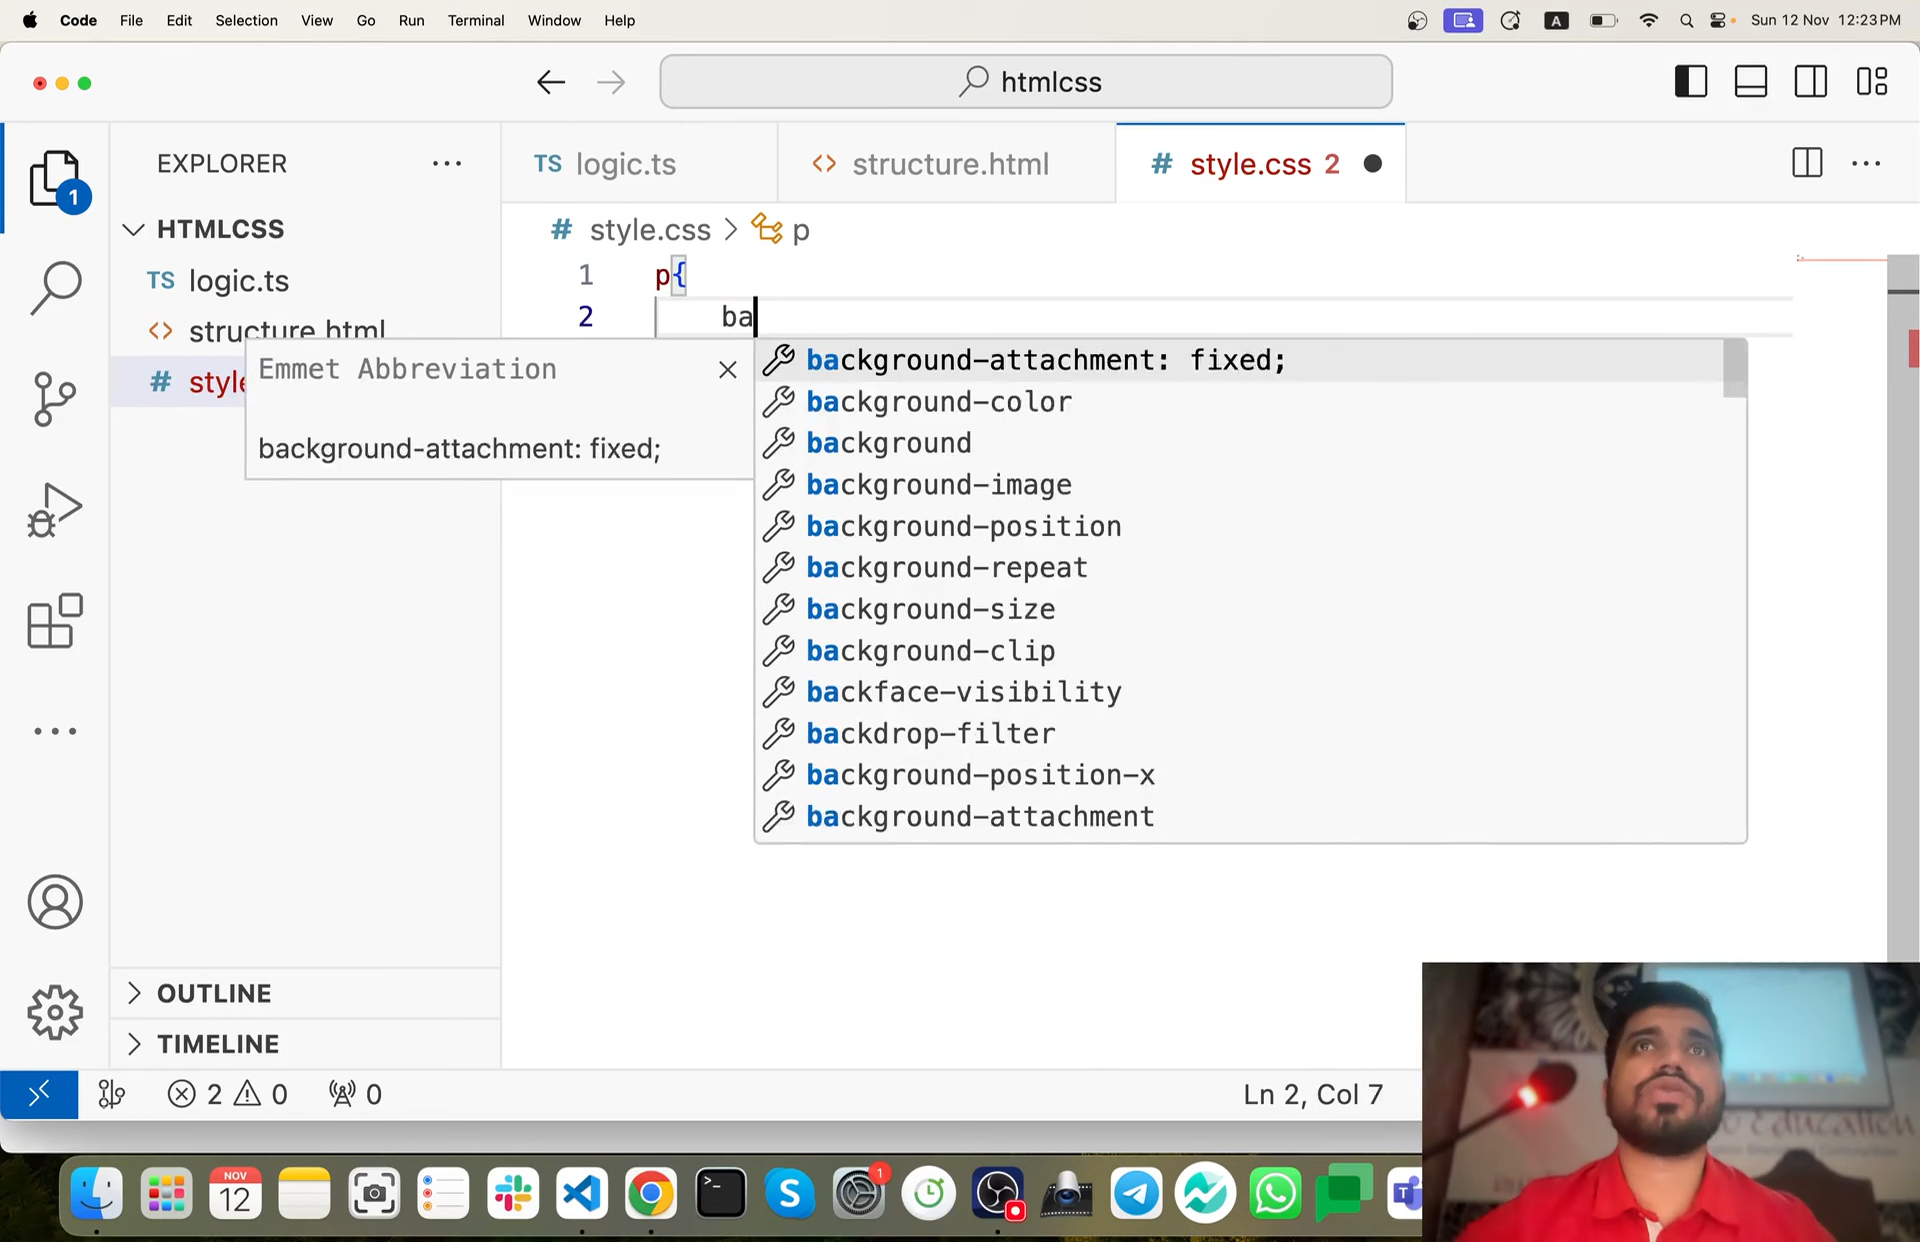 Code File Edit Selection View Go Run Terminal Window Help A Sun 12 Nov 12:23 PM
htmlcss
EXPLORER
1
HTMLCSS
TS logic.ts
<> structure.html
# style
TS logic.ts <> structure.html # style.css 2
# style.css > p
1 p{
2 ba
Emmet Abbreviation
background-attachment: fixed;
background-attachment: fixed;
background-color
background
background-image
background-position
background-repeat
background-size
background-clip
backface-visibility
backdrop-filter
background-position-x
background-attachment
OUTLINE
TIMELINE
2 0 0 Ln 2, Col 7
education
NOV
12
S
1
T